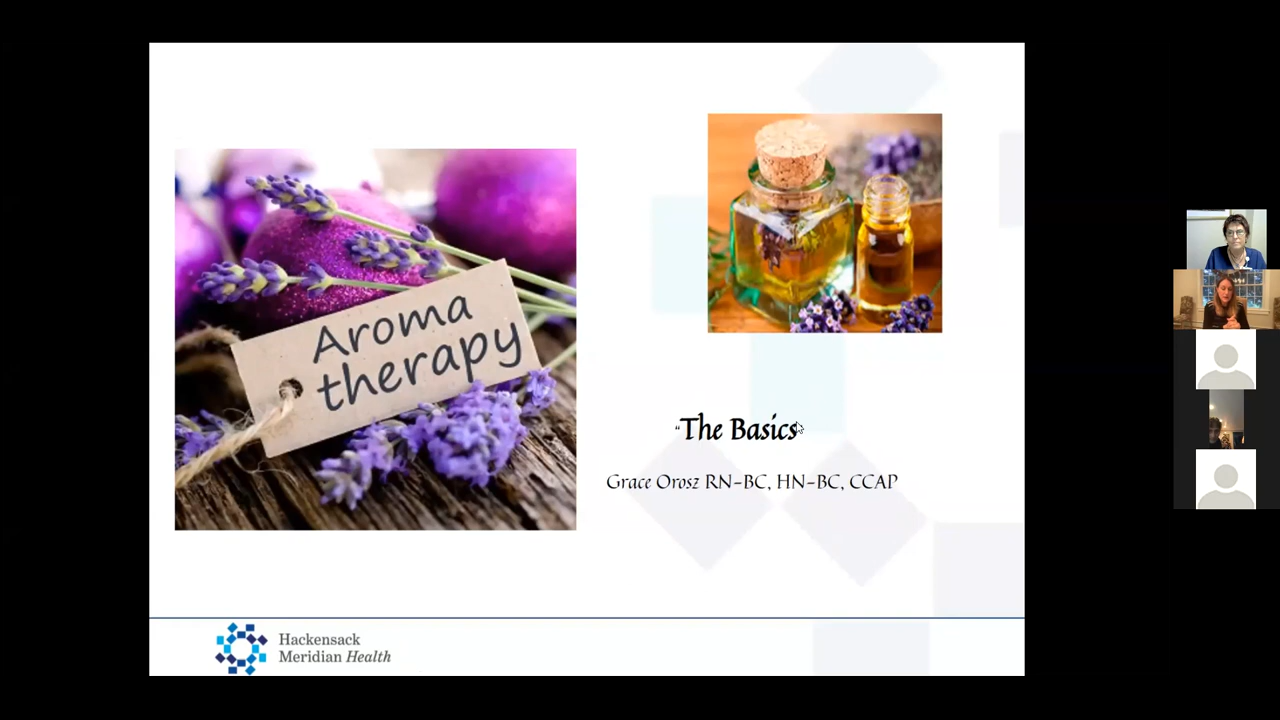 Aroma
therapy
“The Basics
Grace Orosz RN-BC, HN-BC, CCAP
Hackensack
Meridian Health